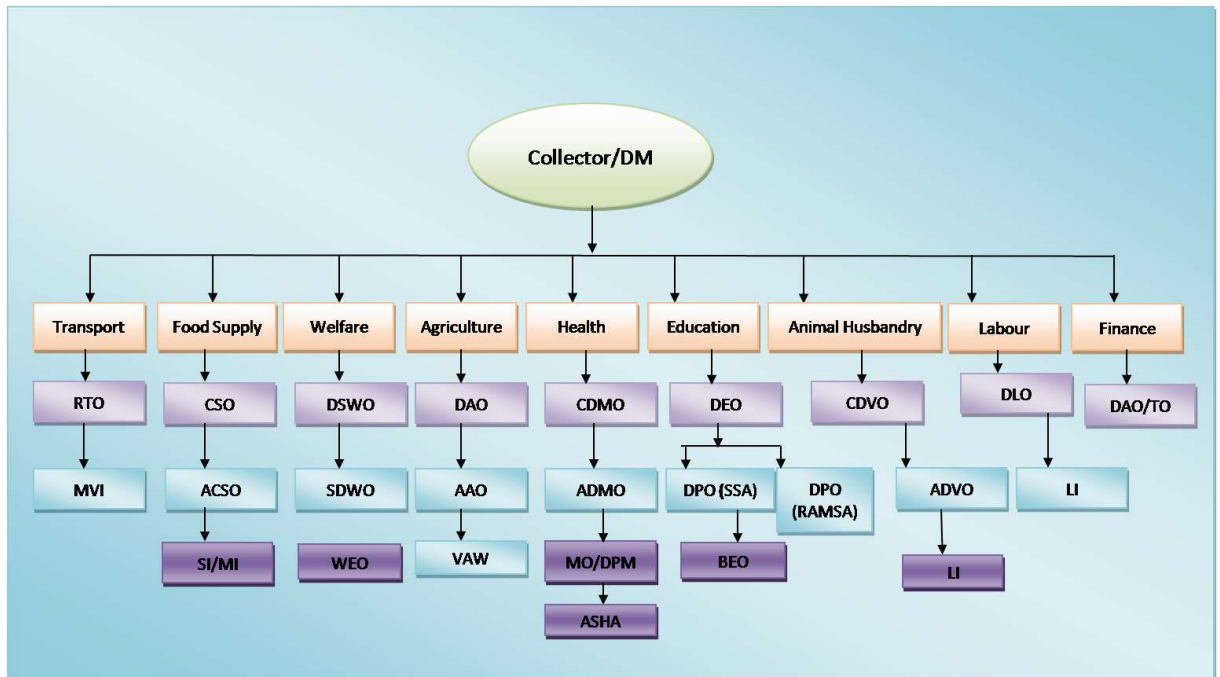 Collector/DM
Transport
Food Supply
Welfare
Agriculture
Health
Education
Animal Husbandry
Labour
Finance
RTO
CSO
DSWO
DAO
CDMO
DEO
CDVO
DLO
DAO/TO
MVI
ACSO
SDWO
AAO
ADMO
DPO (SSA)
DPO
(RAMSA)
ADVO
LI
SI/MI
WEO
VAW
MO/DPM
BEO
LI
ASHA